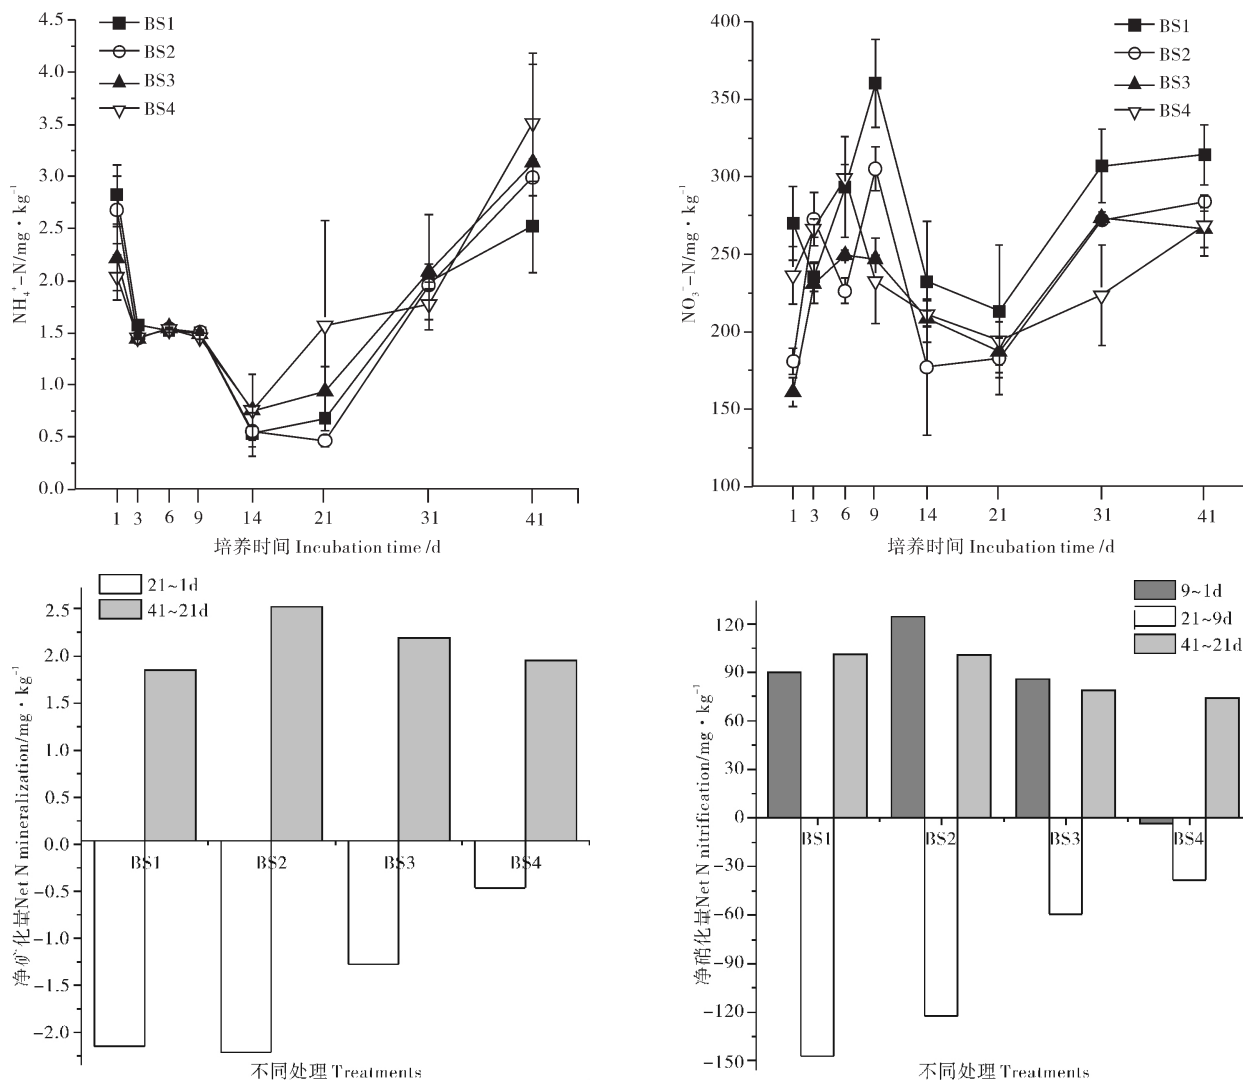 4.5
4.0
3.5
3.0
2.5
2.0
1.5
1.0
0.5
0.0
NH₄⁺-N/mg·kg⁻¹
BS1
BS2
BS3
BS4
1 3 6 9 14 21 31 41
培养时间 Incubation time /d
400
350
300
250
200
150
100
NO₃⁻-N/mg·kg⁻¹
BS1
BS2
BS3
BS4
1 3 6 9 14 21 31 41
培养时间 Incubation time /d
21~1d
41~21d
2.5
2.0
1.5
1.0
0.5
0.0
-0.5
-1.0
-1.5
-2.0
净矿化量Net N mineralization/mg·kg⁻¹
BS1 BS2 BS3 BS4
不同处理 Treatments
9~1d
21~9d
41~21d
120
90
60
30
0
-30
-60
-90
-120
-150
净硝化量Net N nitrification/mg·kg⁻¹
BS1 BS2 BS3 BS4
不同处理 Treatments